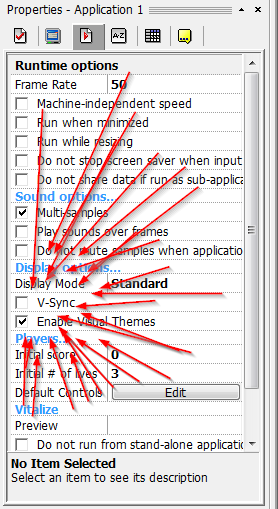 Properties - Application 1
A-Z
Runtime options
Frame Rate 50
Machine-independent speed
Run when minimized
Run while resizing
Do not stop screen saver when input
Do not share data if run as sub-applica
Sound options...
Multi-samples
Play sounds over frames
Do not mute samples when application
Display options...
Display Mode Standard
V-Sync
Enable Visual Themes
Players...
Initial score 0
Initial # of lives 3
Default Controls Edit
Vitalize
Preview
Do not run from stand-alone applicatio
No Item Selected
Select an item to see its description